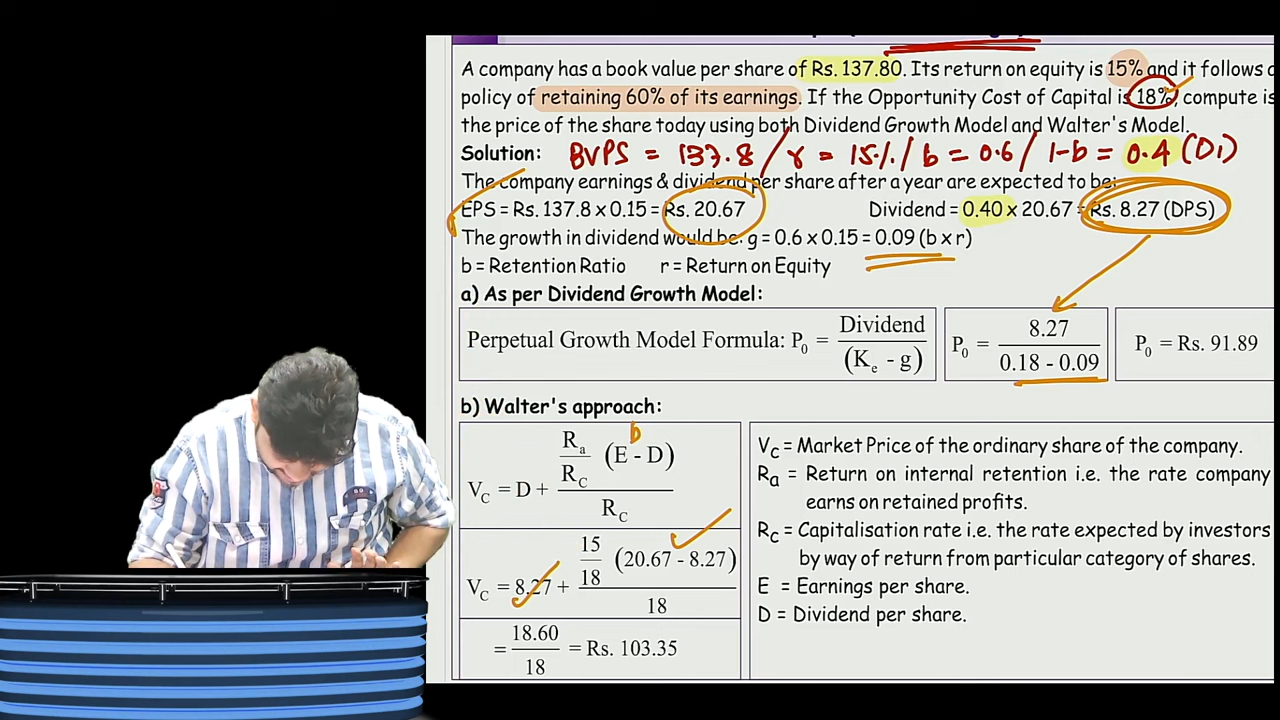 A company has a book value per share of Rs. 137.80. Its return on equity is 15% and it follows a
policy of retaining 60% of its earnings. If the Opportunity Cost of Capital is 18%, compute is
the price of the share today using both Dividend Growth Model and Walter's Model.
Solution: BVPS = 137.8 / r = 15% / b = 0.6 / 1-b = 0.4 (D1)
The company earnings & dividend per share after a year are expected to be:
EPS = Rs. 137.8 x 0.15 = Rs. 20.67 Dividend = 0.40 x 20.67 = Rs. 8.27 (DPS)
The growth in dividend would be: g = 0.6 x 0.15 = 0.09 (b x r)
b = Retention Ratio r = Return on Equity
a) As per Dividend Growth Model:
Perpetual Growth Model Formula: P0 = Dividend / (Ke - g)
P0 = 8.27 / 0.18 - 0.09
P0 = Rs. 91.89
b) Walter's approach:
b
VC = D + Ra / RC (E - D) / RC
VC = 8.27 + 15 / 18 (20.67 - 8.27) / 18
= 18.60 / 18 = Rs. 103.35
VC = Market Price of the ordinary share of the company.
Ra = Return on internal retention i.e. the rate company
earns on retained profits.
RC = Capitalisation rate i.e. the rate expected by investors
by way of return from particular category of shares.
E = Earnings per share.
D = Dividend per share.